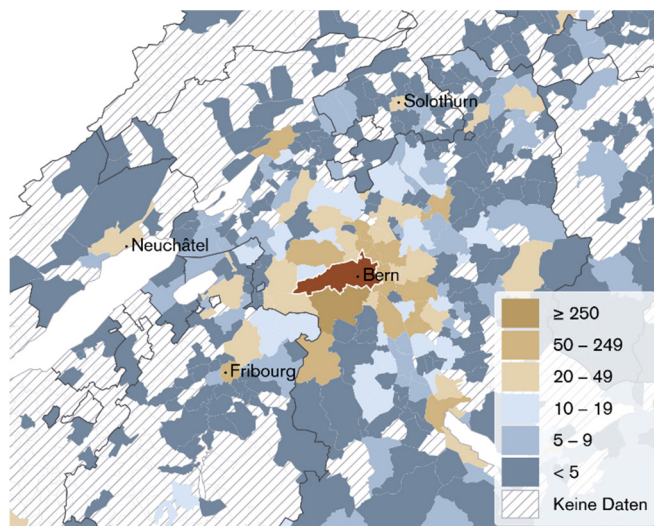 Solothurn
Neuchâtel
Bern
Fribourg
≥ 250
50 – 249
20 – 49
10 – 19
5 – 9
< 5
Keine Daten